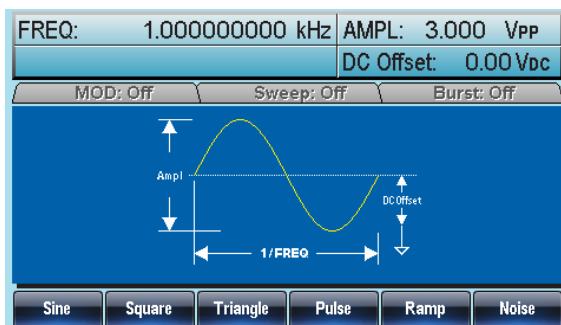 FREQ: 1.000000000 kHz AMPL: 3.000 VPP
DC Offset: 0.00 VDC
MOD: Off Sweep: Off Burst: Off
Ampl
DC Offset
1/FREQ
Sine Square Triangle Pulse Ramp Noise